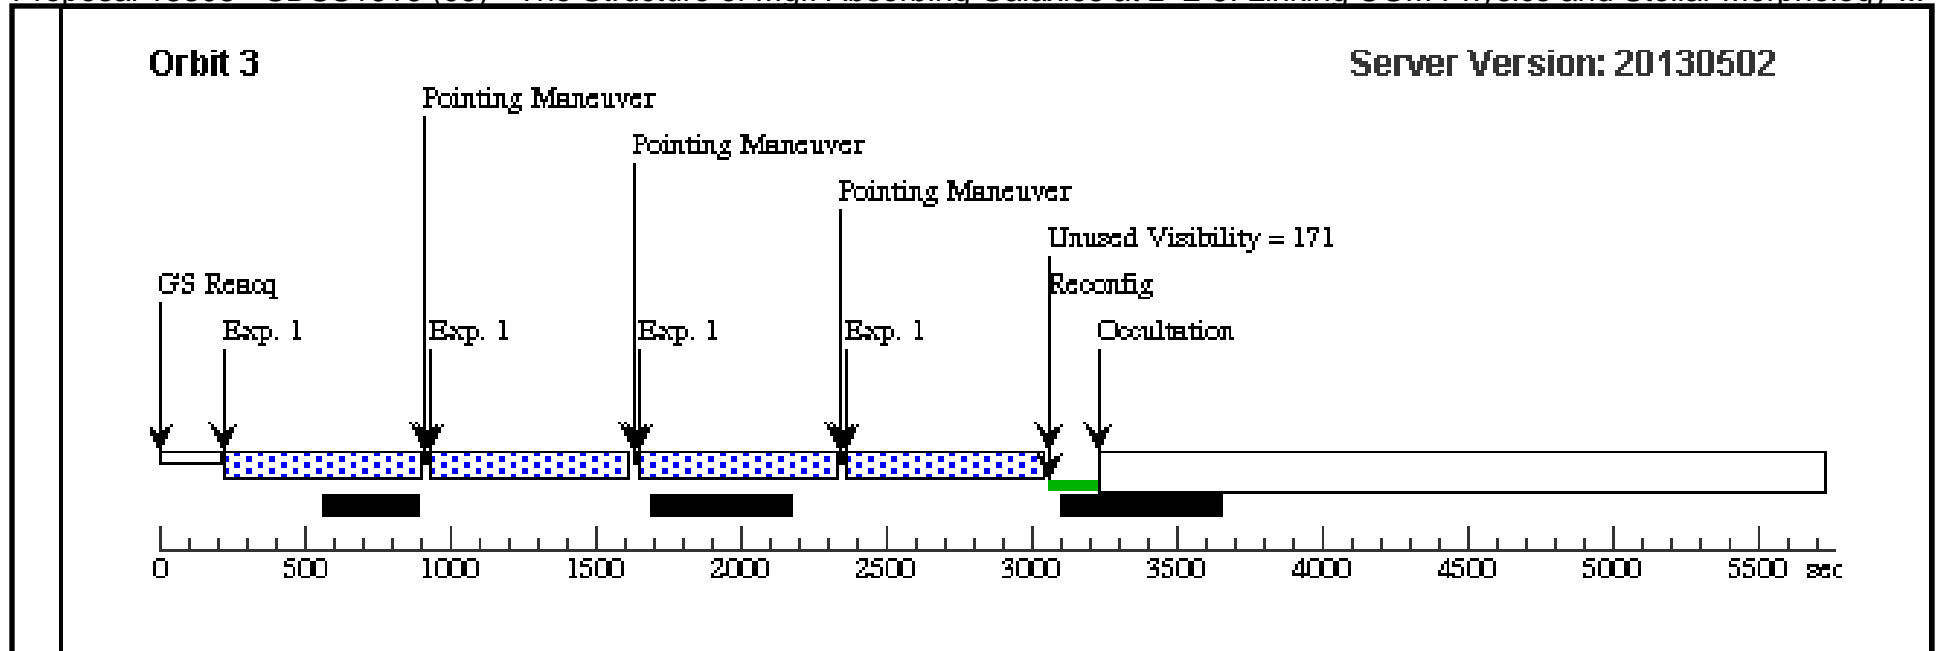 Orbit 3
Server Version: 20130502
Pointing Maneuver
Pointing Maneuver
Pointing Maneuver
Unused Visibility = 171
GS Reacq
Reconfig
Exp. 1
Exp. 1
Exp. 1
Exp. 1
Occultation
0 500 1000 1500 2000 2500 3000 3500 4000 4500 5000 5500 sec